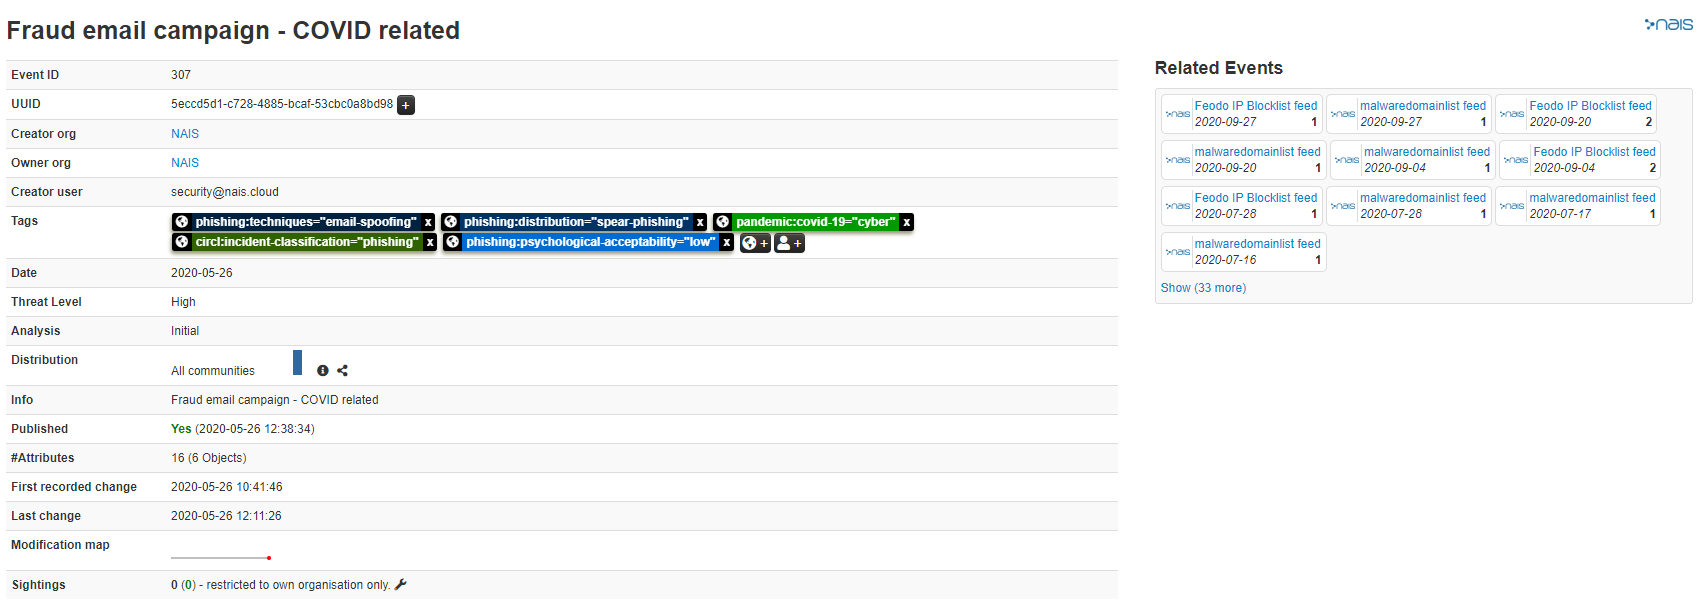 Fraud email campaign - COVID related
nais
Event ID 307
UUID 5eccd5d1-c728-4885-bcaf-53cbc0a8bd98 +
Creator org NAIS
Owner org NAIS
Creator user security@nais.cloud
Tags phishing:techniques="email-spoofing" x phishing:distribution="spear-phishing" x pandemic:covid-19="cyber" x
circl:incident-classification="phishing" x phishing:psychological-acceptability="low" x + +
Date 2020-05-26
Threat Level High
Analysis Initial
Distribution All communities
Info Fraud email campaign - COVID related
Published Yes (2020-05-26 12:38:34)
#Attributes 16 (6 Objects)
First recorded change 2020-05-26 10:41:46
Last change 2020-05-26 12:11:26
Modification map
Sightings 0 (0) - restricted to own organisation only.
Related Events
nais Feodo IP Blocklist feed nais malwaredomainlist feed nais Feodo IP Blocklist feed
2020-09-27 1 2020-09-27 1 2020-09-20 2
nais malwaredomainlist feed nais malwaredomainlist feed nais Feodo IP Blocklist feed
2020-09-20 1 2020-09-04 1 2020-09-04 2
nais Feodo IP Blocklist feed nais malwaredomainlist feed nais malwaredomainlist feed
2020-07-28 1 2020-07-28 1 2020-07-17 1
nais malwaredomainlist feed
2020-07-16 1
Show (33 more)